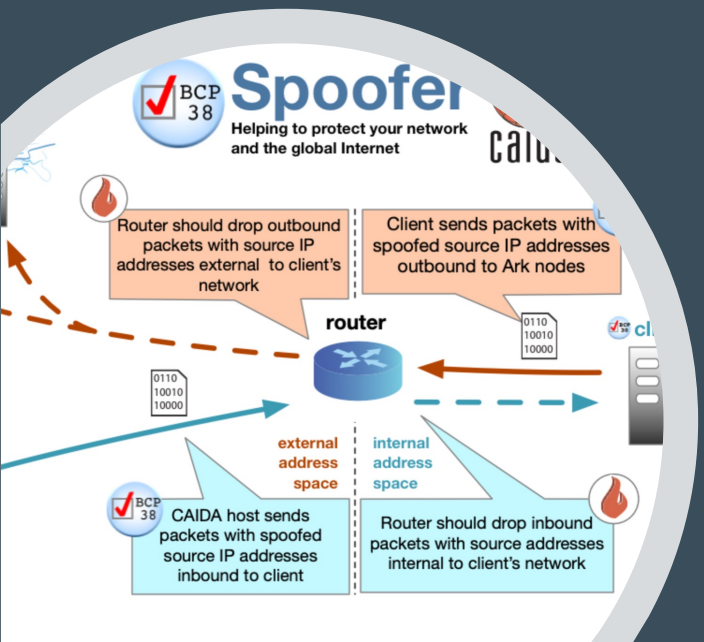 BCP
38
Spoofer
Helping to protect your network
and the global Internet
Router should drop outbound
packets with source IP
addresses external to client's
network
Client sends packets with
spoofed source IP addresses
outbound to Ark nodes
router
0110
10010
10000
BCP
38
0110
10010
10000
external
address
space
internal
address
space
BCP
38
CAIDA host sends
packets with spoofed
source IP addresses
inbound to client
Router should drop inbound
packets with source addresses
internal to client's network